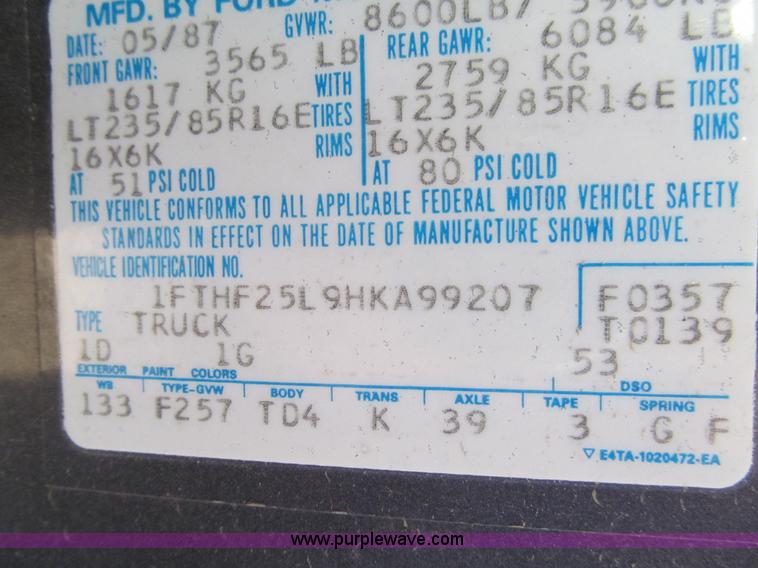 MFD. BY FORD
DATE: 05/87 GVWR: 8600LB/
FRONT GAWR: 3565 LB REAR GAWR: 6084 LB
1617 KG WITH 2759 KG WITH
LT235/85R16E TIRES LT235/85R16E TIRES
16X6K RIMS 16X6K RIMS
AT 51 PSI COLD AT 80 PSI COLD
THIS VEHICLE CONFORMS TO ALL APPLICABLE FEDERAL MOTOR VEHICLE SAFETY
STANDARDS IN EFFECT ON THE DATE OF MANUFACTURE SHOWN ABOVE.
VEHICLE IDENTIFICATION NO.
1FTHF25L9HKA99207 F0357
TYPE TRUCK T0139
1D 1G 53
EXTERIOR PAINT COLORS DSO
WB TYPE-GVW BODY TRANS AXLE TAPE SPRING
133 F257 TD4 K 39 3 G F
▽ E4TA-1020472-EA
www.purplewave.com